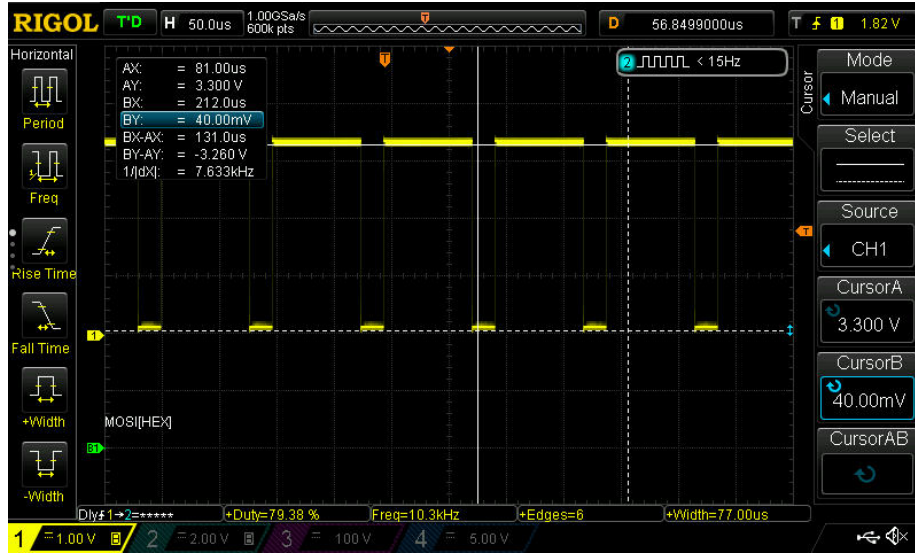 RIGOL T'D H 50.0us 1.00GSa/s 600k pts D 56.8499000us T 1 1.82 V
Horizontal
Period
Freq
Rise Time
Fall Time
+Width
-Width
AX: = 81.00us
AY: = 3.300 V
BX: = 212.0us
BY: = 40.00mV
BX-AX: = 131.0us
BY-AY: = -3.260 V
1/|dX|: = 7.633kHz
T
2 < 15Hz
T
1
MOSI[HEX]
B1
Cursor
Mode
Manual
Select
Source
CH1
CursorA
3.300 V
CursorB
40.00mV
CursorAB
Dly 1→2=***** +Duty=79.38 % Freq=10.3kHz +Edges=6 +Width=77.00us
1 = 1.00 V B 2 = 2.00 V B 3 = 100 V 4 = 5.00 V